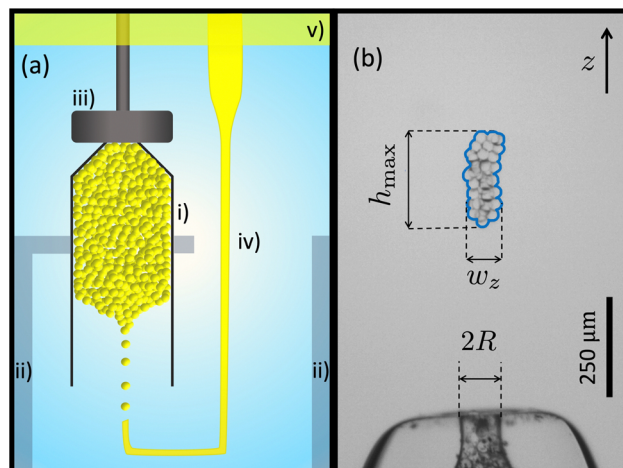 (a)
v)
iii)
i)
iv)
ii)
ii)
(b)
z
h_max
w_z
2R
250 μm